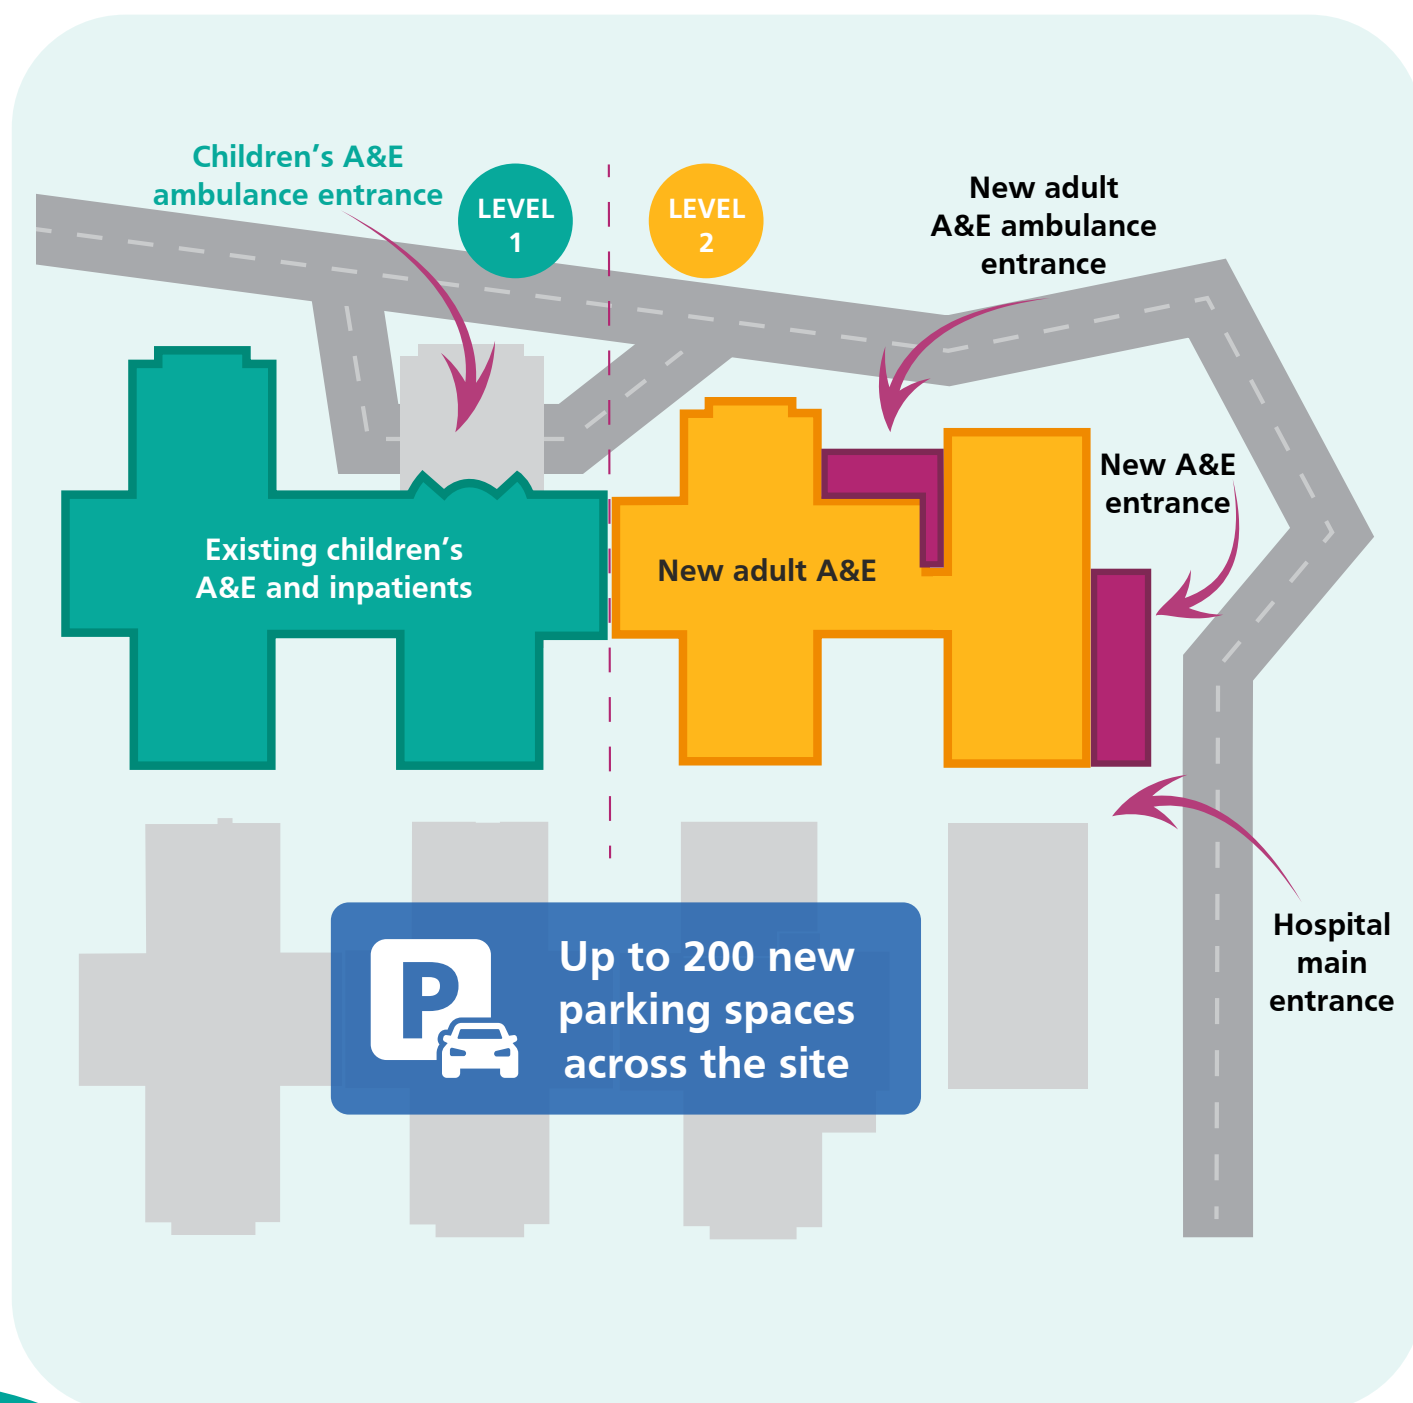 Children’s A&E
ambulance entrance
LEVEL
1
LEVEL
2
New adult
A&E ambulance
entrance
New A&E
entrance
Existing children’s
A&E and inpatients
New adult A&E
Hospital
main
entrance
P
Up to 200 new
parking spaces
across the site